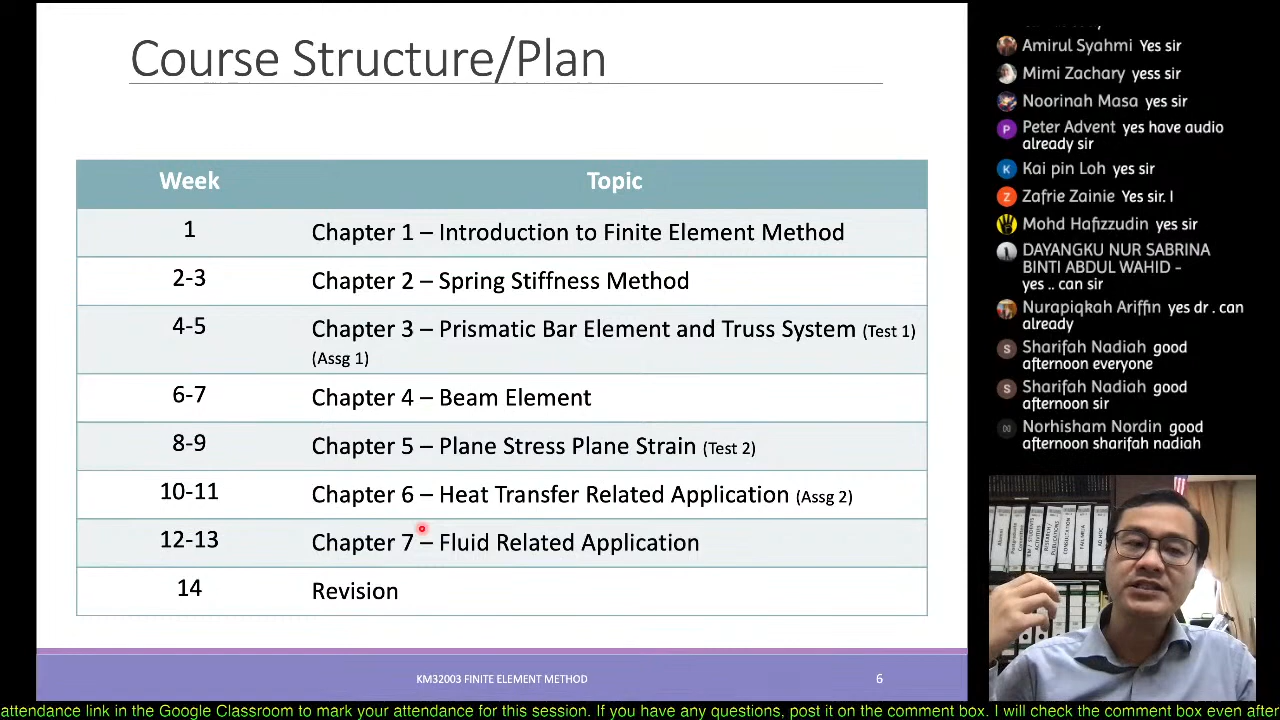 Course Structure/Plan
Week Topic
1 Chapter 1 – Introduction to Finite Element Method
2-3 Chapter 2 – Spring Stiffness Method
4-5 Chapter 3 – Prismatic Bar Element and Truss System (Test 1)
(Assg 1)
6-7 Chapter 4 – Beam Element
8-9 Chapter 5 – Plane Stress Plane Strain (Test 2)
10-11 Chapter 6 – Heat Transfer Related Application (Assg 2)
12-13 Chapter 7 – Fluid Related Application
14 Revision
KM32003 FINITE ELEMENT METHOD 6
Amirul Syahmi Yes sir
Mimi Zachary yess sir
Noorinah Masa yes sir
P Peter Advent yes have audio
already sir
K Kai pin Loh yes sir
Z Zafrie Zainie Yes sir. I
Mohd Hafizzudin yes sir
DAYANGKU NUR SABRINA
BINTI ABDUL WAHID -
yes .. can sir
Nurapiqkah Ariffin yes dr . can
already
S Sharifah Nadiah good
afternoon everyone
S Sharifah Nadiah good
afternoon sir
Norhisham Nordin good
afternoon sharifah nadiah
CONSULTATION
AD HOC
attendance link in the Google Classroom to mark your attendance for this session. If you have any questions, post it on the comment box. I will check the comment box even after